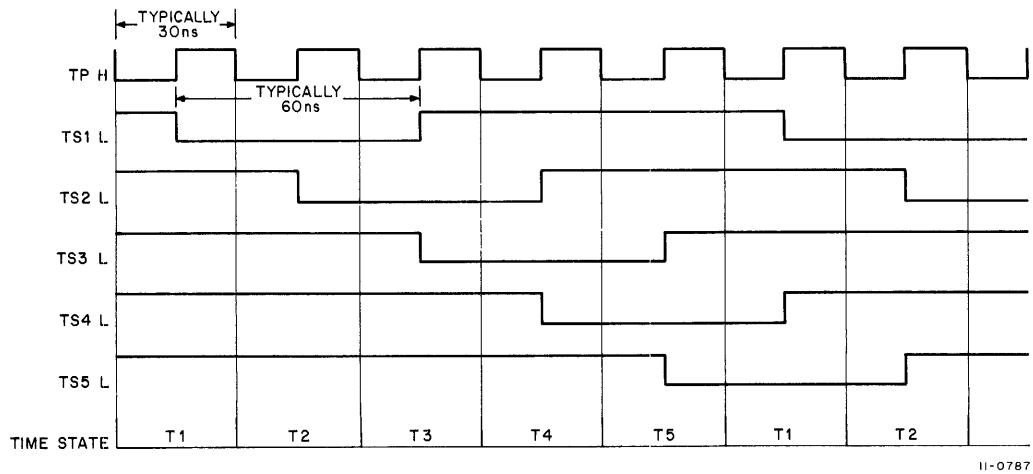 TYPICALLY
30ns
TP H
TYPICALLY
60ns
TS1 L
TS2 L
TS3 L
TS4 L
TS5 L
TIME STATE T1 T2 T3 T4 T5 T1 T2
11-0787